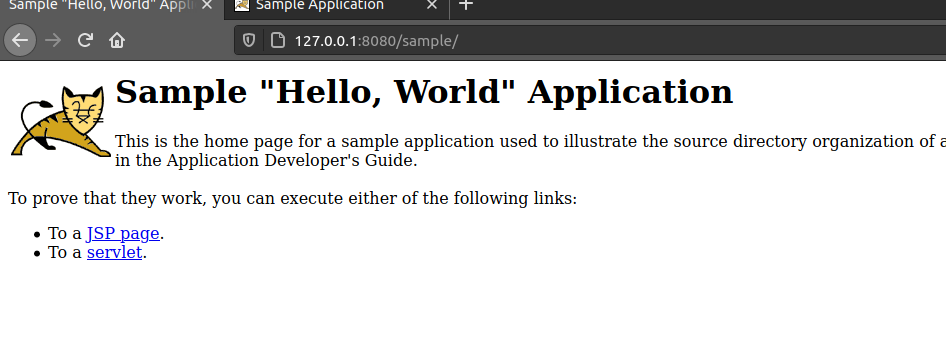 Sample "Hello, World" Appli
Sample Application
127.0.0.1:8080/sample/
Sample "Hello, World" Application
This is the home page for a sample application used to illustrate the source directory organization of a
in the Application Developer's Guide.
To prove that they work, you can execute either of the following links:
To a JSP page.
To a servlet.